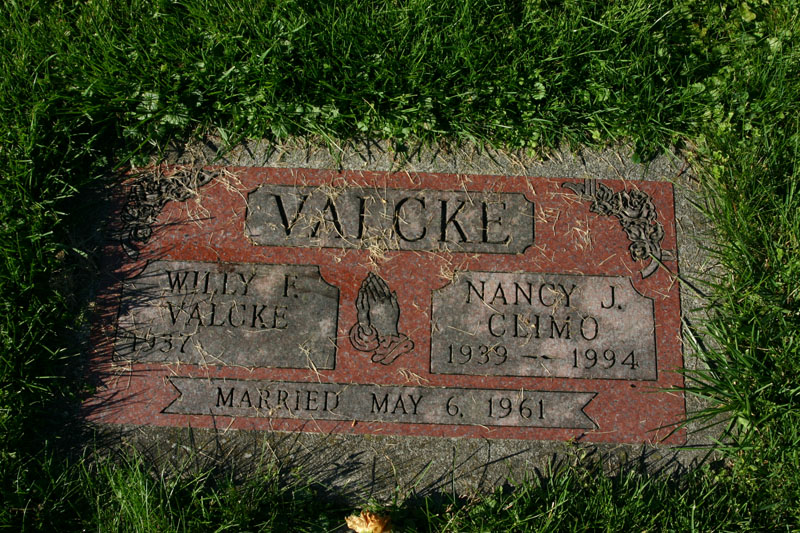 VALCKE
WILLY F.
VALCKE
1937
NANCY J.
CLIMO
1939 -- 1994
MARRIED MAY 6, 1961